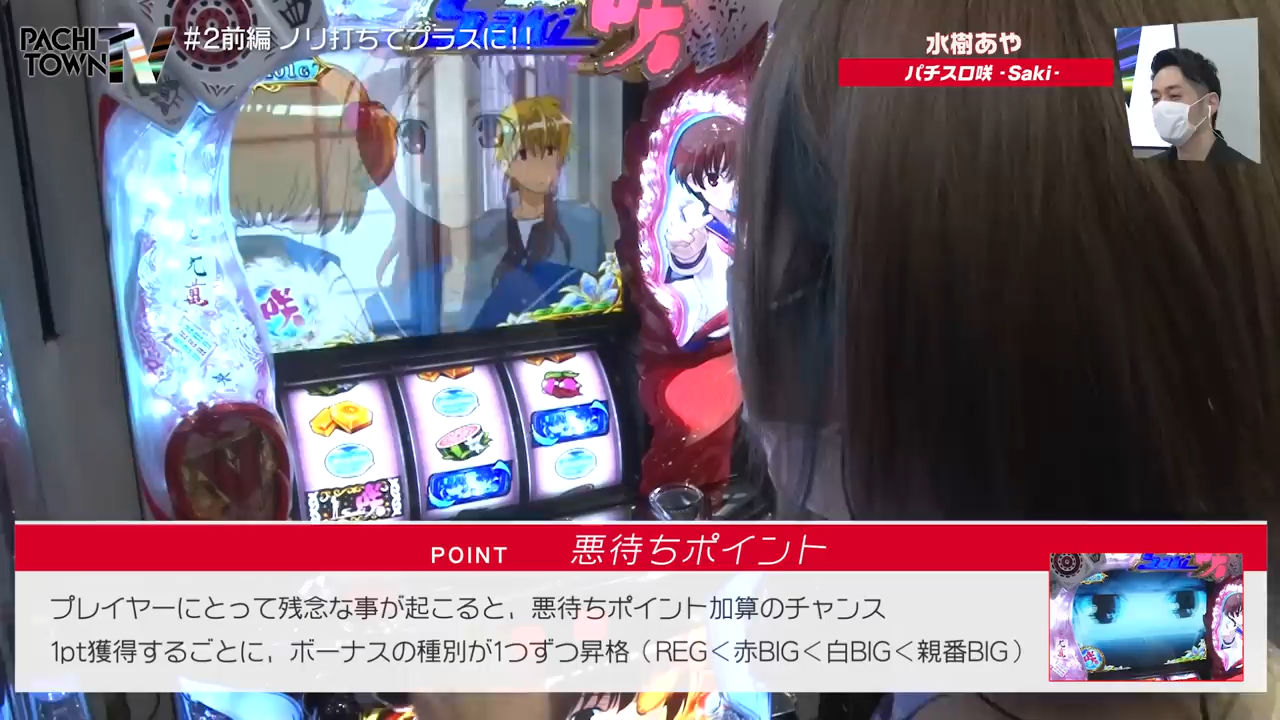 PACHI
TOWN TV
#2前編 ノリ打ちでプラスに!!
水樹あや
パチスロ咲 -Saki-
Saki
咲
咲
POINT 悪待ちポイント
プレイヤーにとって残念な事が起こると、悪待ちポイント加算のチャンス
1pt獲得するごとに、ボーナスの種別が1つずつ昇格（REG＜赤BIG＜白BIG＜親番BIG）